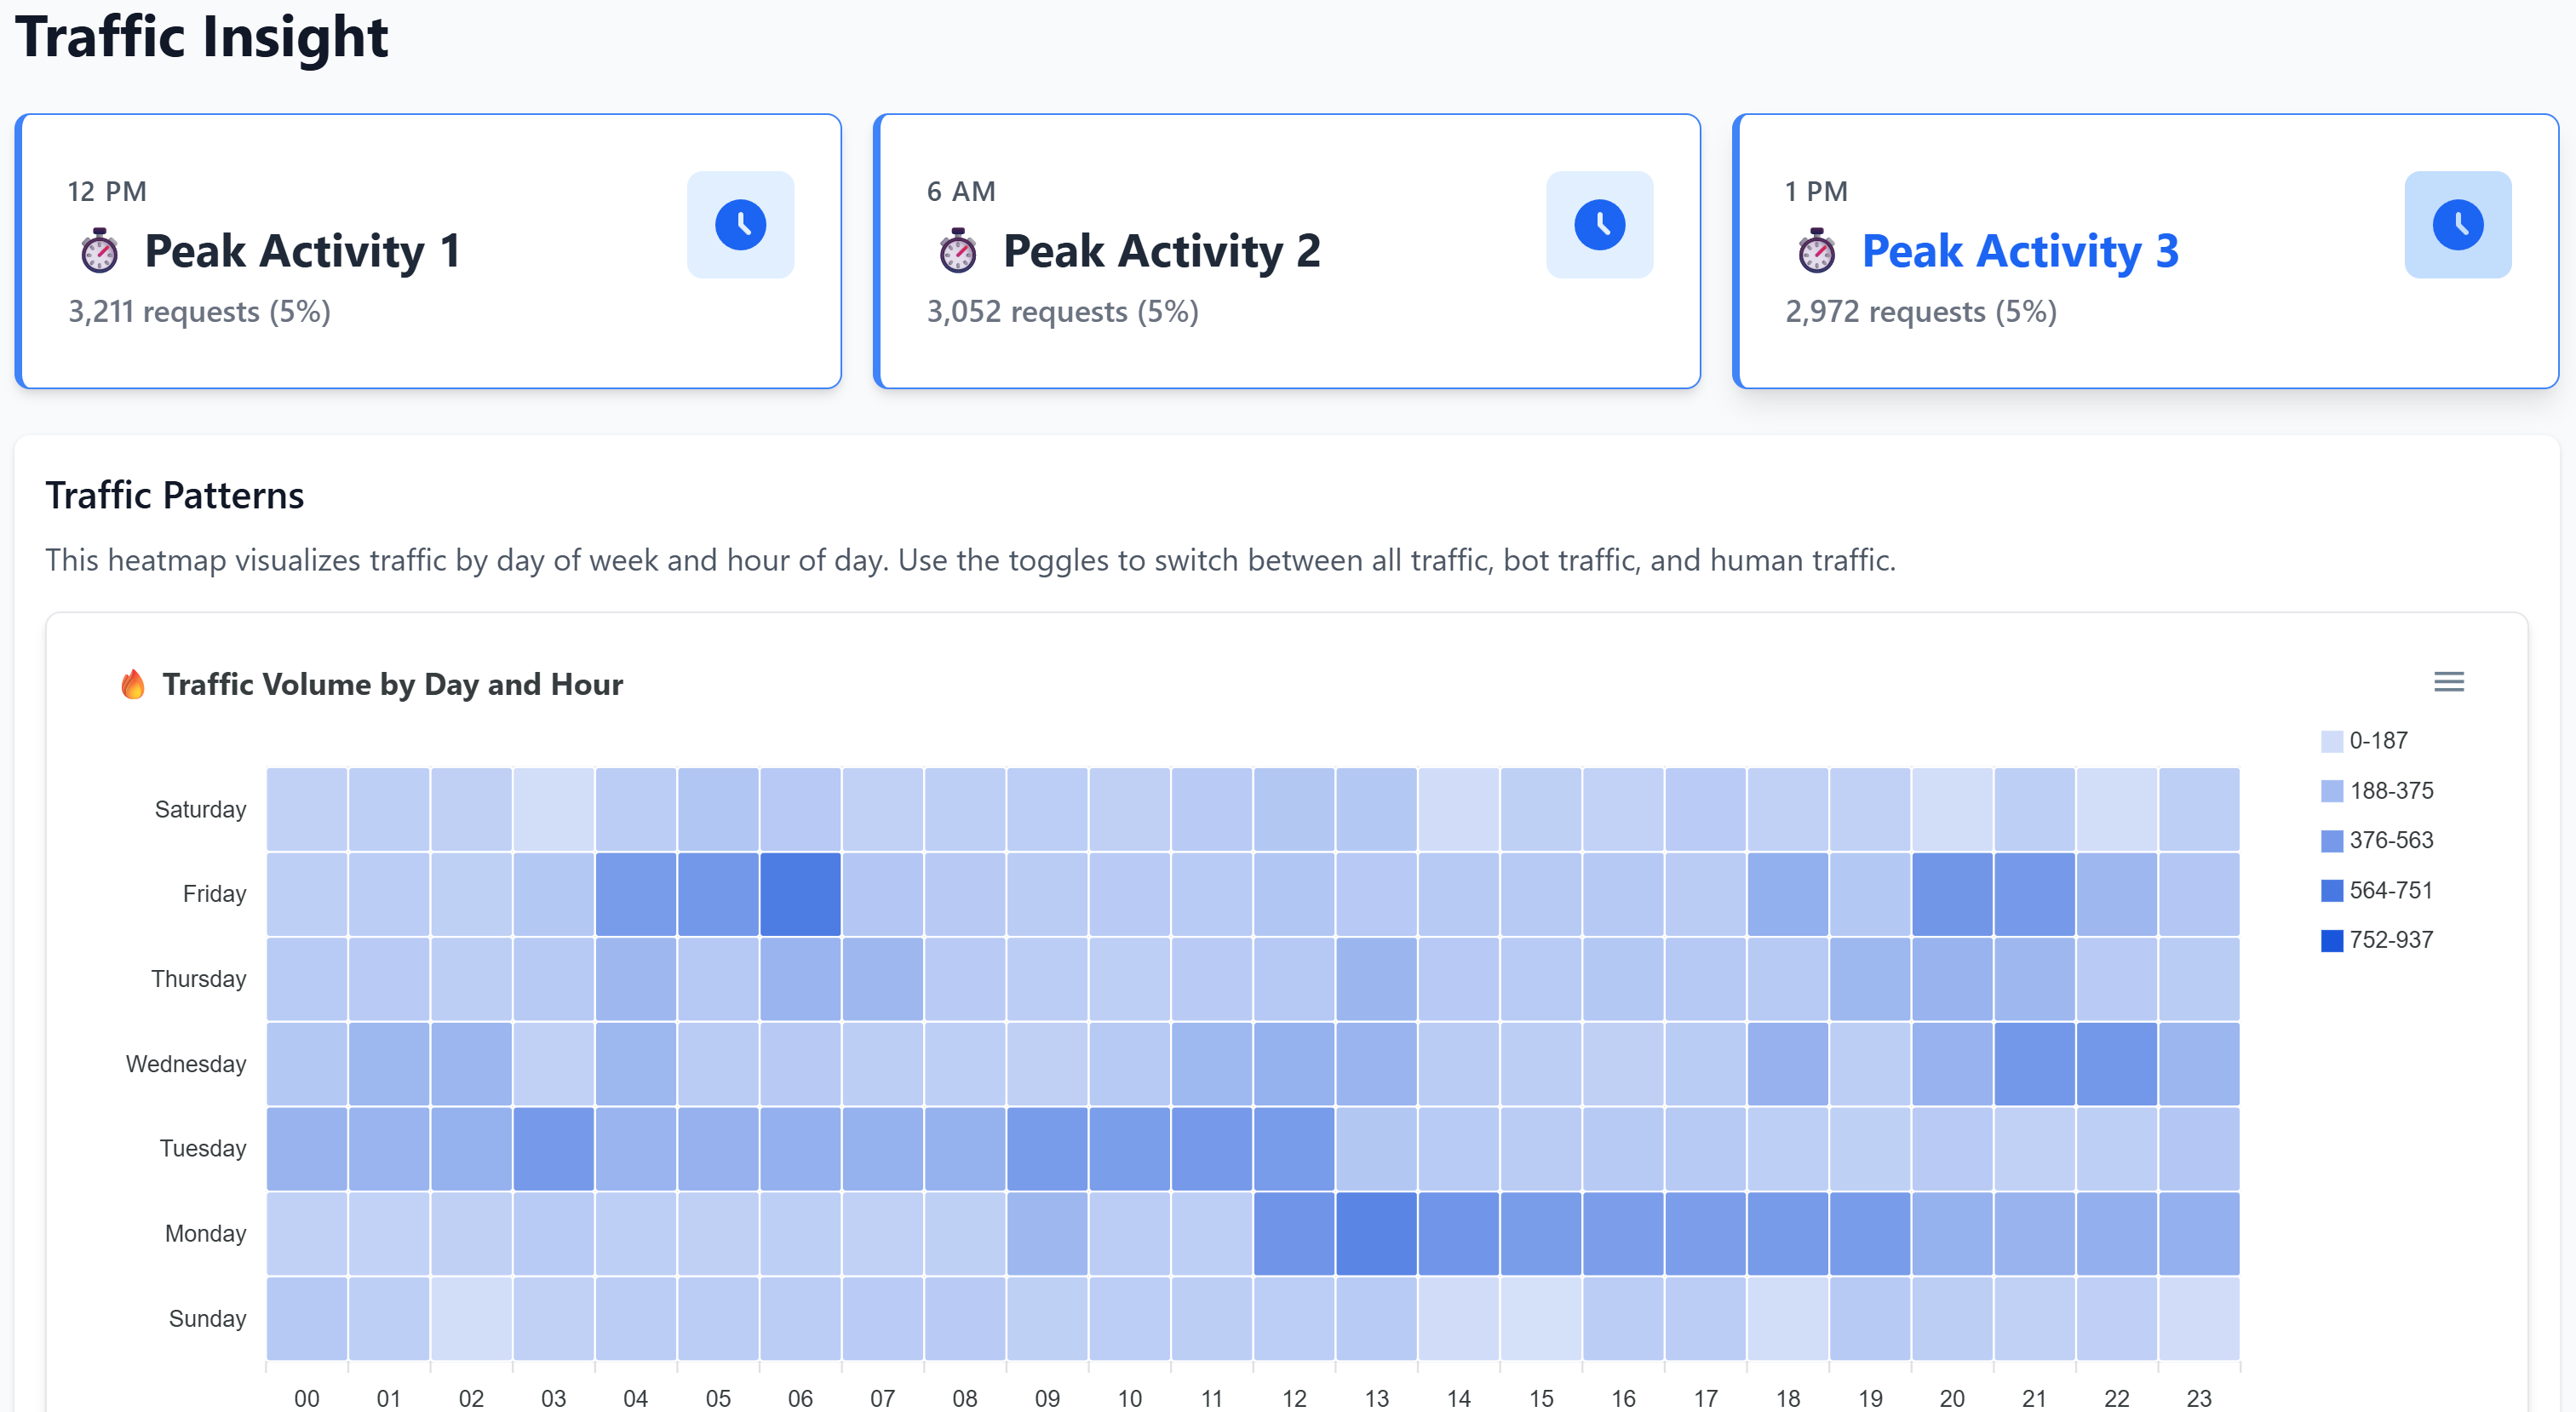 Traffic Insight
12 PM
Peak Activity 1
3,211 requests (5%)
6 AM
Peak Activity 2
3,052 requests (5%)
1 PM
Peak Activity 3
2,972 requests (5%)
Traffic Patterns
This heatmap visualizes traffic by day of week and hour of day. Use the toggles to switch between all traffic, bot traffic, and human traffic.
Traffic Volume by Day and Hour
0-187
188-375
376-563
564-751
752-937
Saturday
Friday
Thursday
Wednesday
Tuesday
Monday
Sunday
00 01 02 03 04 05 06 07 08 09 10 11 12 13 14 15 16 17 18 19 20 21 22 23